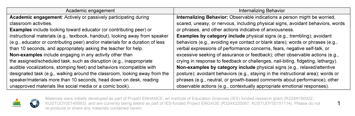 Academic engagement
Academic engagement: Actively or passively participating during
classroom activities.
Examples include looking toward educator (or contributing peer) or
instructional materials (e.g., textbook, handout), looking away from speaker
(e.g., educator or contributing peer) and/or materials for a duration of less
than 10 seconds, and appropriately asking the teacher for help.
Non-examples include engaging in any activity other than
the assigned/scheduled task, such as disruption (e.g., inappropriate
audible vocalizations, stomping feet) and behaviors incompatible with
designated task (e.g., walking around the classroom, looking away from the
speaker/materials more than 10 seconds, head down on desk, reading
unapproved materials like social media or a comic book).
Internalizing Behavior
Internalizing Behavior: Observable indications a person might be worried,
scared, uneasy, or nervous, including physical signs, avoidant behaviors, words
or phrases, and other actions indicative of anxiousness.
Examples by category include physical signs (e.g., trembling); avoidant
behaviors (e.g., avoiding eye contact or blank stare); words or phrases (e.g.,
verbal expressions of performance concerns, fears, negative self-talk, or
excessive seeking of assurance or feedback); other observable actions (e.g.,
crying in response to feedback or challenges, nail-biting, fidgeting, lethargy).
Non-examples by category include physical signs (e.g., relaxed/attentive
posture); avoidant behaviors (e.g., staying in the instructional area); words or
phrases (e.g., neutral, or growth-based comments about performance); other
observable actions (e.g., contextually appropriate emotional responses).
1